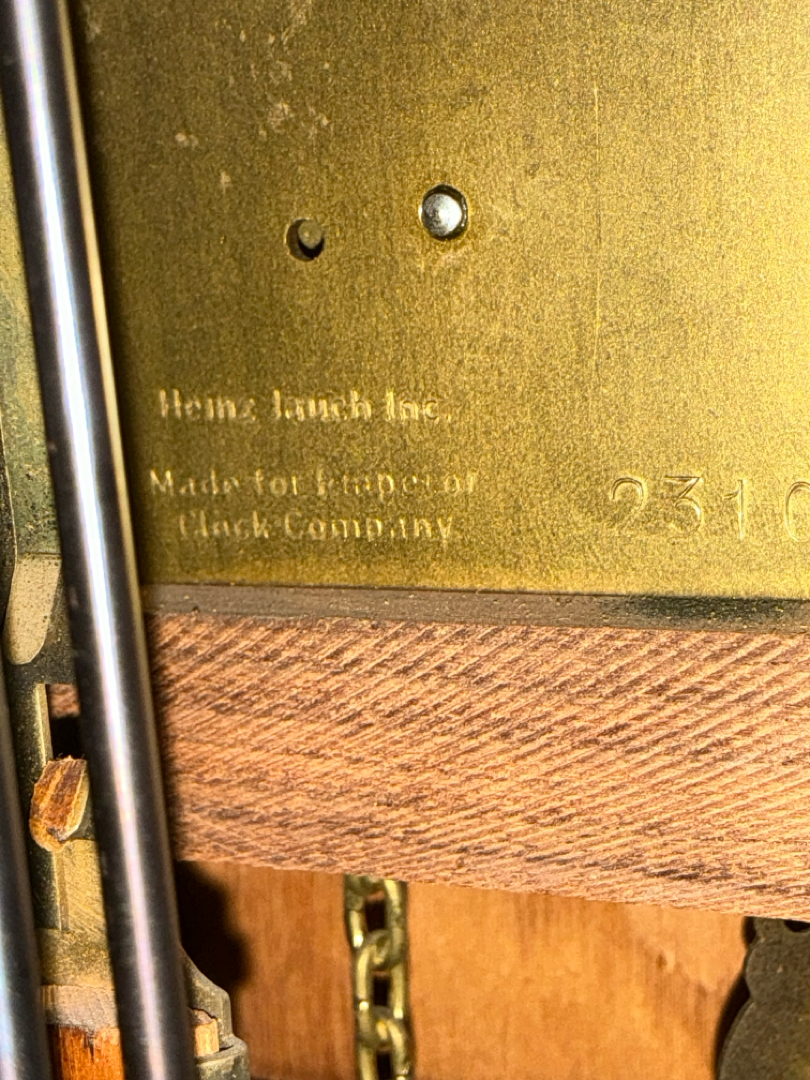 Heinz Jauch Inc.
Made for Emperor
Clock Company
2310